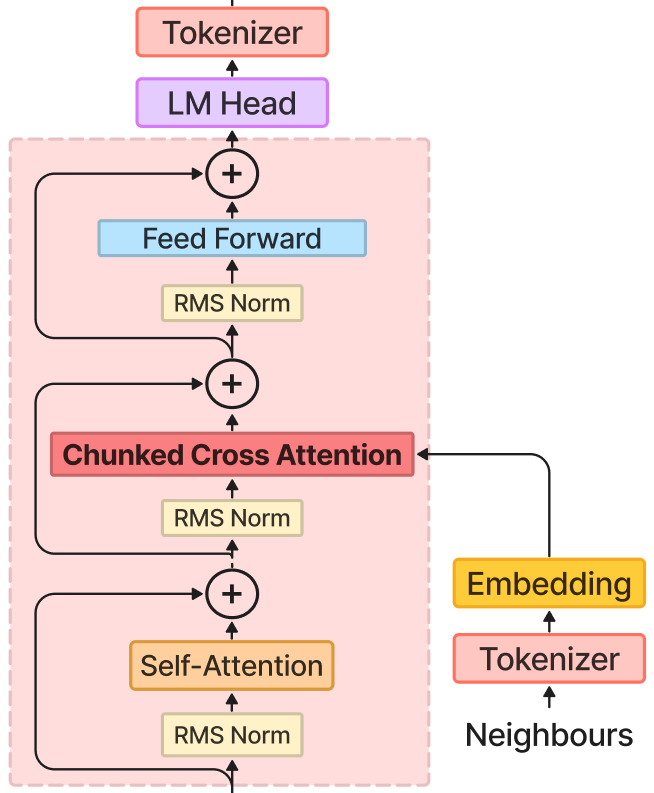 Tokenizer
LM Head
+
Feed Forward
RMS Norm
+
Chunked Cross Attention
RMS Norm
+
Self-Attention
RMS Norm
Embedding
Tokenizer
Neighbours